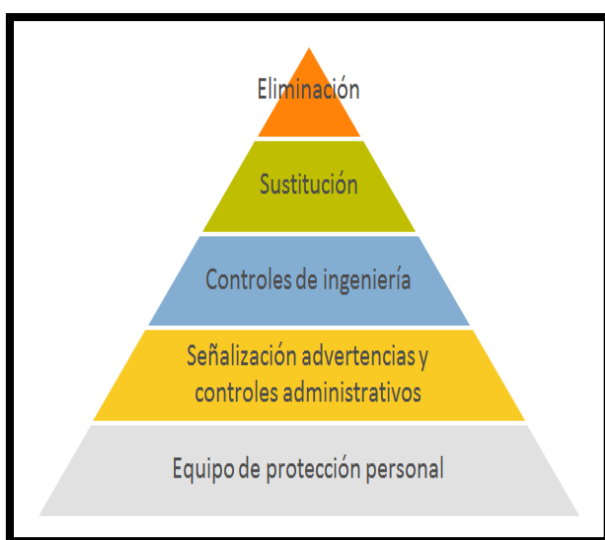 Eliminación
Sustitución
Controles de ingeniería
Señalización advertencias y
controles administrativos
Equipo de protección personal